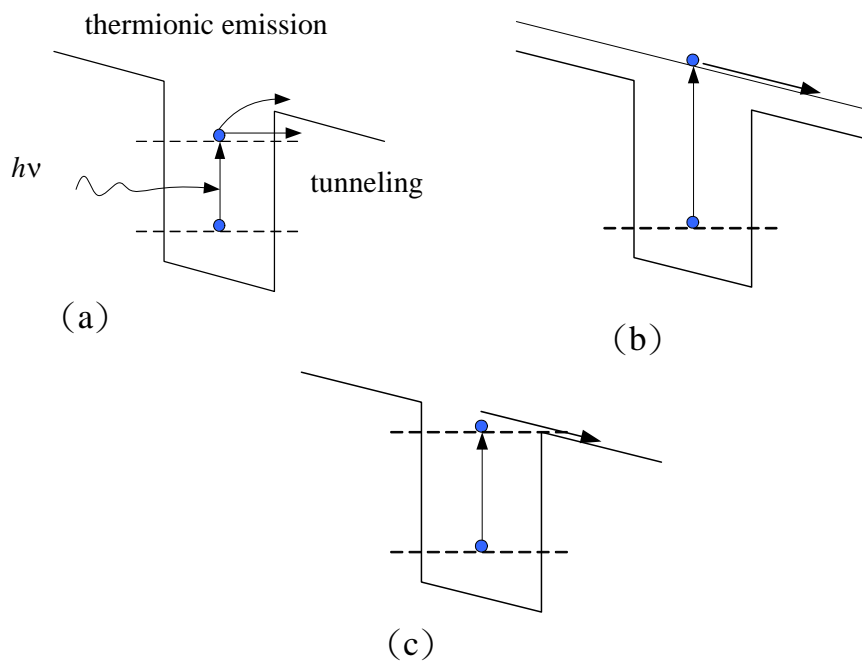 thermionic emission
hν
tunneling
(a)
(b)
(c)